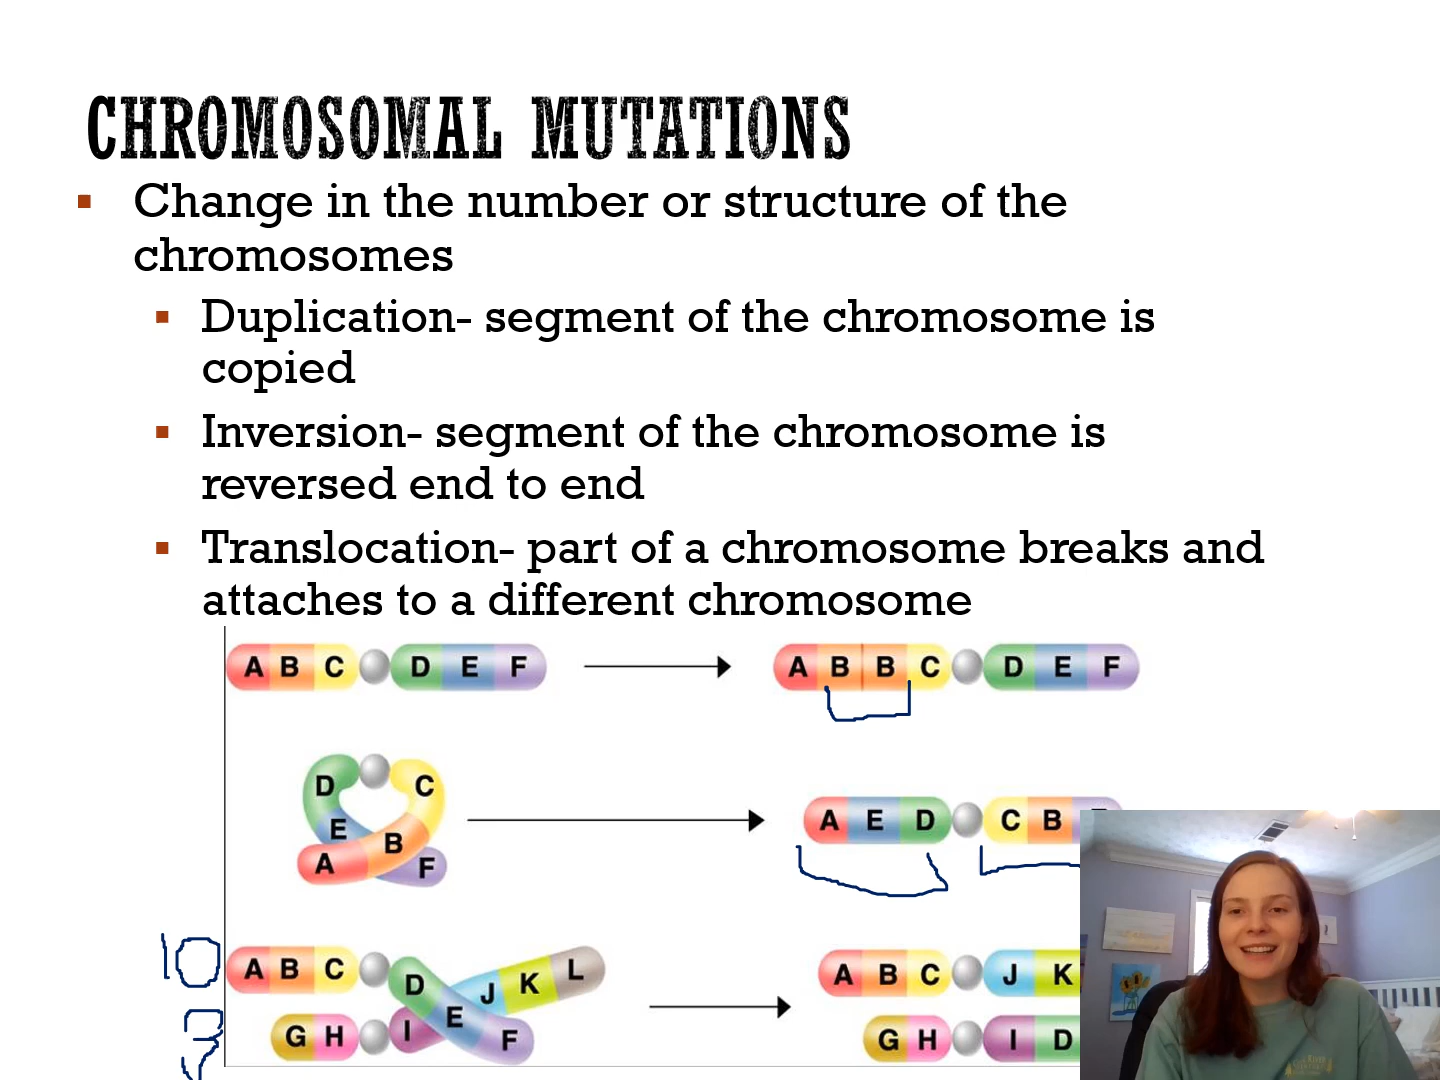 CHROMOSOMAL MUTATIONS
Change in the number or structure of the
chromosomes
Duplication- segment of the chromosome is
copied
Inversion- segment of the chromosome is
reversed end to end
Translocation- part of a chromosome breaks and
attaches to a different chromosome
A B C D E F A B B C D E F
D C
E B
A F
A E D C B
10 A B C D E J K L A B C J K
7 G H I F G H I D